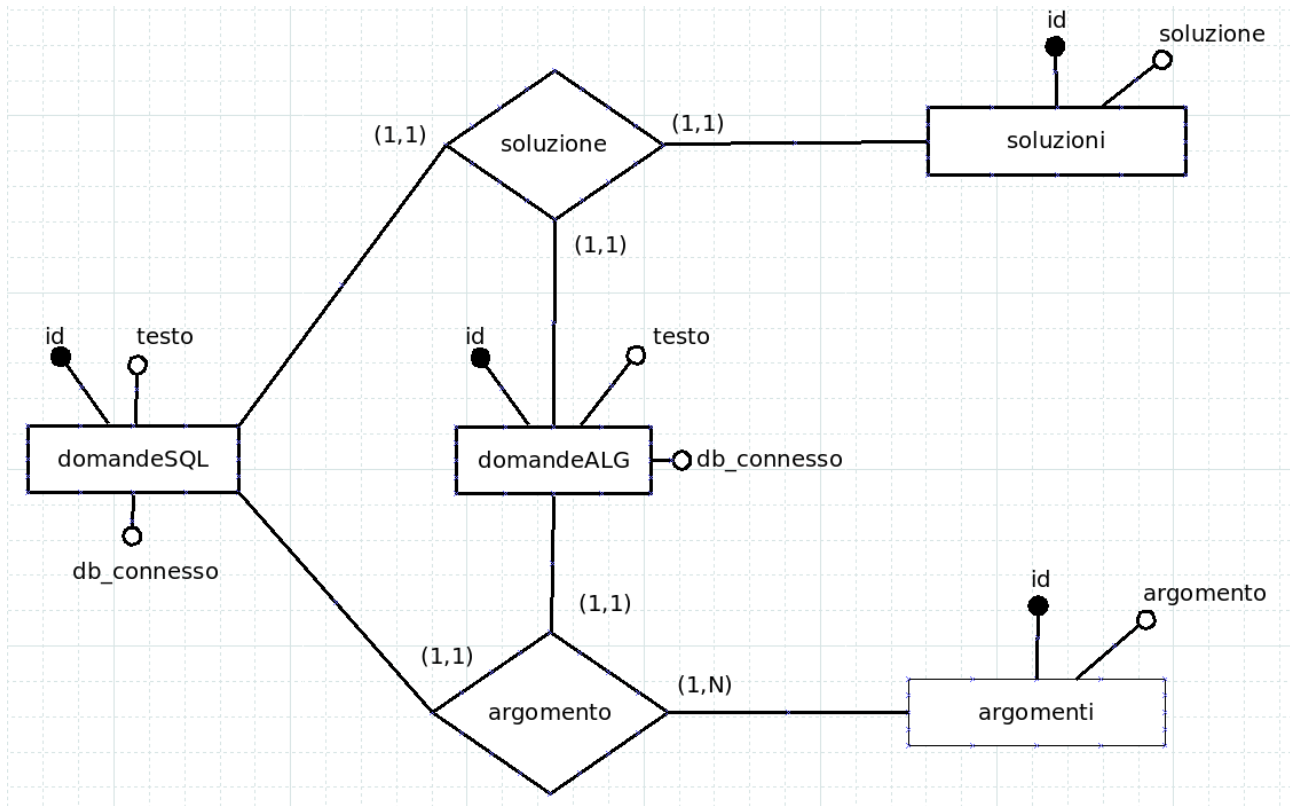 id
soluzione
(1,1)
soluzione
(1,1)
soluzioni
(1,1)
id
testo
id
testo
domandeSQL
domandeALG
db_connesso
db_connesso
id
argomento
(1,1)
(1,1)
(1,N)
argomento
argomenti